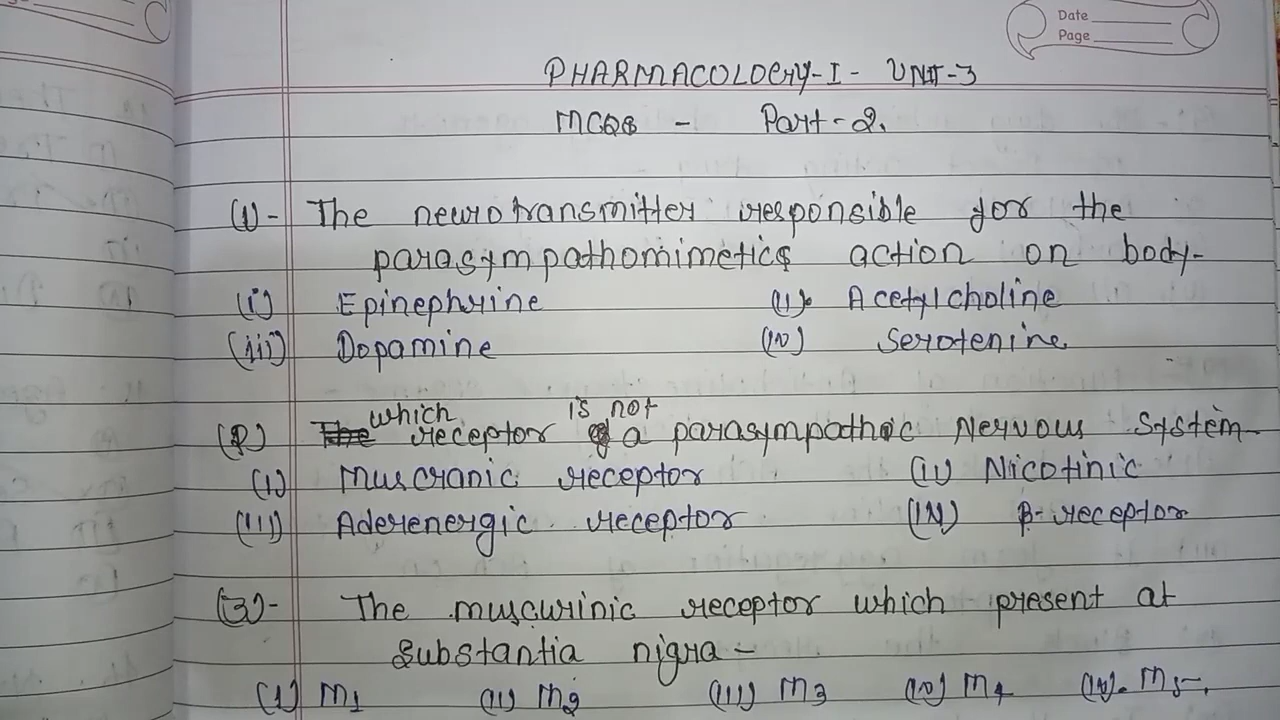 Date
Page
PHARMACOLOGY-I - UNIT-3
MCQs - Part-2.
(1)- The neurotransmitter responsible for the
parasympathomimetics action on body-
(i) Epinephrine (ii) Acetylcholine
(iii) Dopamine (iv) Serotenine
which is not
(2) The receptor a parasympathic Nervous System-
(i) Muscranic receptor (ii) Nicotinic
(iii) Aderenergic receptor (iv) β-receptor
(3)- The muscurinic receptor which present at
substantia nigra-
(i) M1 (ii) M2 (iii) M3 (iv) M4 (iv). M5-